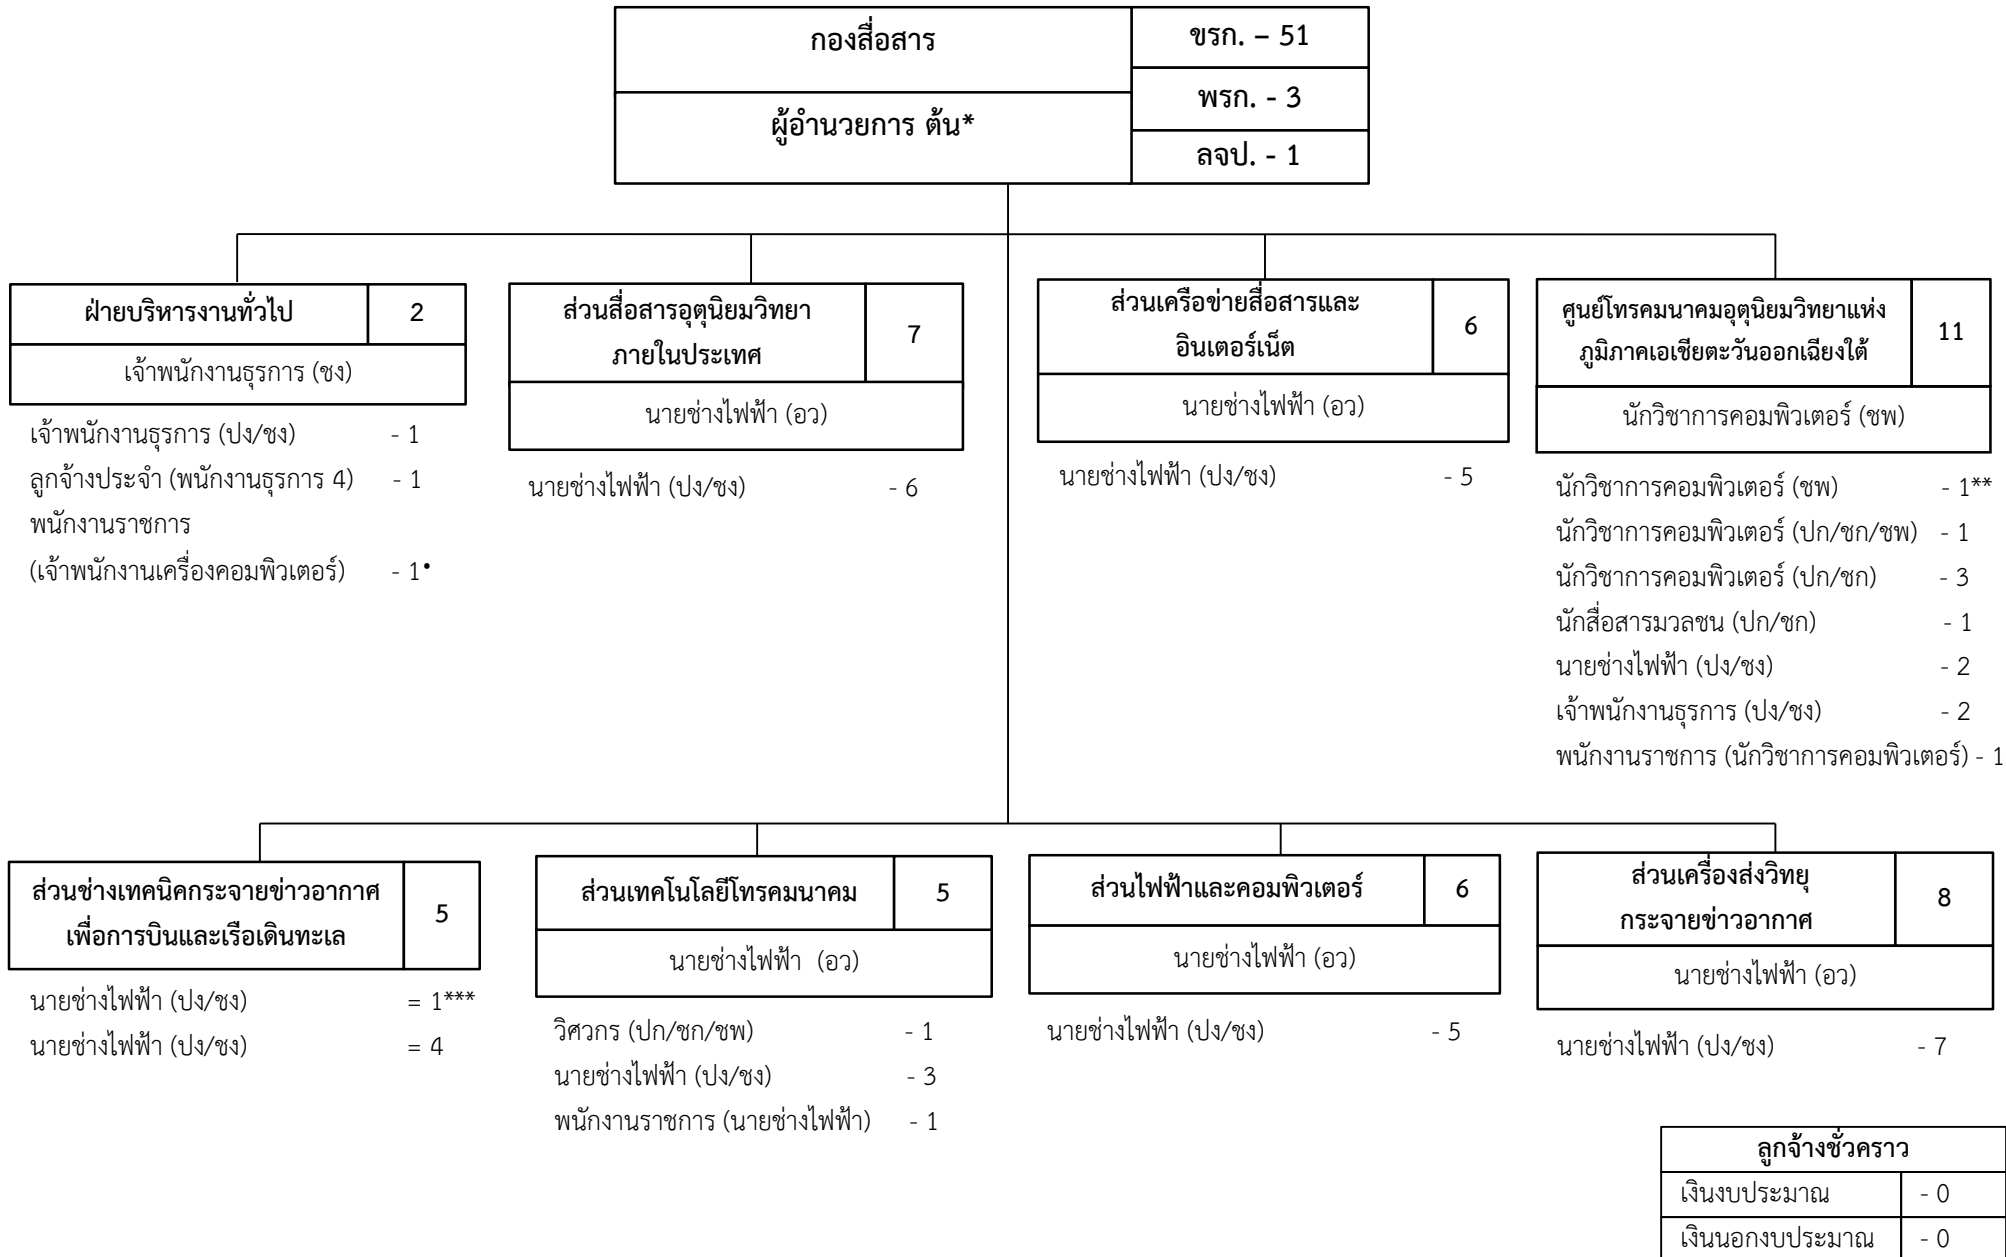 กองสื่อสาร
ขรก. – 51
ผู้อำนวยการ ต้น*
พรก. - 3
ลจป. - 1
ฝ่ายบริหารงานทั่วไป 2
เจ้าพนักงานธุรการ (ชง)
เจ้าพนักงานธุรการ (ปง/ชง) - 1
ลูกจ้างประจำ (พนักงานธุรการ 4) - 1
พนักงานราชการ
(เจ้าพนักงานเครื่องคอมพิวเตอร์) - 1•
ส่วนสื่อสารอุตุนิยมวิทยา
ภายในประเทศ
7
นายช่างไฟฟ้า (อว)
นายช่างไฟฟ้า (ปง/ชง) - 6
ส่วนเครือข่ายสื่อสารและ
อินเตอร์เน็ต
6
นายช่างไฟฟ้า (อว)
นายช่างไฟฟ้า (ปง/ชง) - 5
ศูนย์โทรคมนาคมอุตุนิยมวิทยาแห่ง
ภูมิภาคเอเชียตะวันออกเฉียงใต้
11
นักวิชาการคอมพิวเตอร์ (ชพ)
นักวิชาการคอมพิวเตอร์ (ชพ) - 1**
นักวิชาการคอมพิวเตอร์ (ปก/ชก/ชพ) - 1
นักวิชาการคอมพิวเตอร์ (ปก/ชก) - 3
นักสื่อสารมวลชน (ปก/ชก) - 1
นายช่างไฟฟ้า (ปง/ชง) - 2
เจ้าพนักงานธุรการ (ปง/ชง) - 2
พนักงานราชการ (นักวิชาการคอมพิวเตอร์) - 1
ส่วนช่างเทคนิคกระจายข่าวอากาศ
เพื่อการบินและเรือเดินทะเล
5
นายช่างไฟฟ้า (ปง/ชง) = 1***
นายช่างไฟฟ้า (ปง/ชง) = 4
ส่วนเทคโนโลยีโทรคมนาคม 5
นายช่างไฟฟ้า (อว)
วิศวกร (ปก/ชก/ชพ) - 1
นายช่างไฟฟ้า (ปง/ชง) - 3
พนักงานราชการ (นายช่างไฟฟ้า) - 1
ส่วนไฟฟ้าและคอมพิวเตอร์ 6
นายช่างไฟฟ้า (อว)
นายช่างไฟฟ้า (ปง/ชง) - 5
ส่วนเครื่องส่งวิทยุ
กระจายข่าวอากาศ
8
นายช่างไฟฟ้า (อว)
นายช่างไฟฟ้า (ปง/ชง) - 7
ลูกจ้างชั่วคราว
เงินงบประมาณ - 0
เงินนอกงบประมาณ - 0